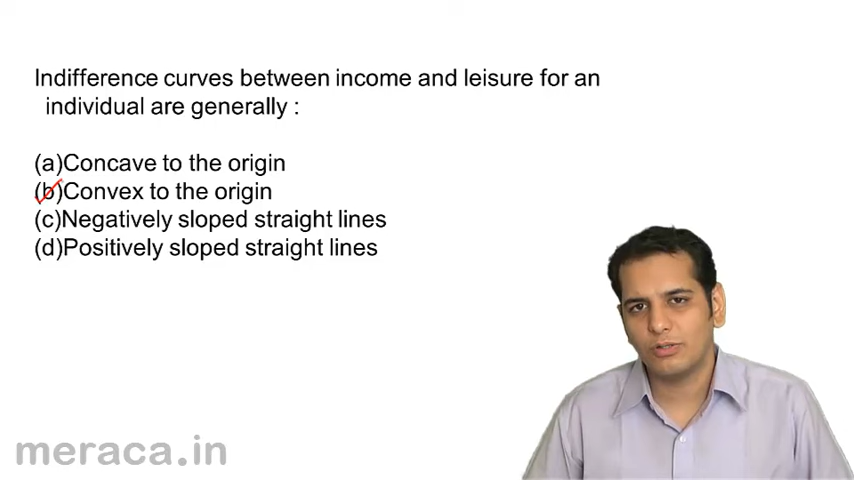 Indifference curves between income and leisure for an
individual are generally :
(a)Concave to the origin
(b)Convex to the origin
(c)Negatively sloped straight lines
(d)Positively sloped straight lines
meraca.in